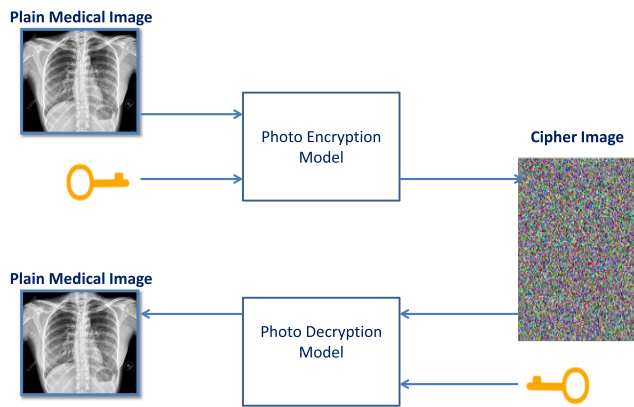 Plain Medical Image
Photo Encryption
Model
Cipher Image
Plain Medical Image
Photo Decryption
Model